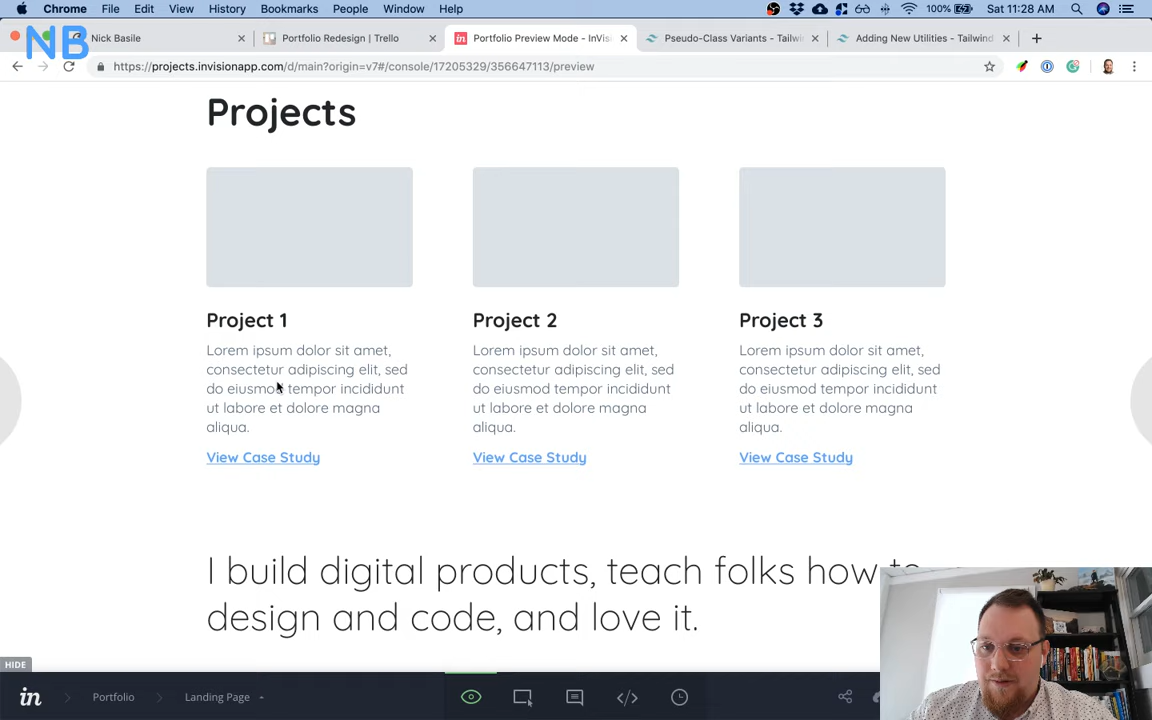 Chrome File Edit View History Bookmarks People Window Help 100% Sat 11:28 AM
NB
Nick Basile
Portfolio Redesign | Trello
Portfolio Preview Mode - InVis
Pseudo-Class Variants - Tailwin
Adding New Utilities - Tailwind
https://projects.invisionapp.com/d/main?origin=v7#/console/17205329/356647113/preview
Projects
Project 1
Lorem ipsum dolor sit amet,
consectetur adipiscing elit, sed
do eiusmod tempor incididunt
ut labore et dolore magna
aliqua.
View Case Study
Project 2
Lorem ipsum dolor sit amet,
consectetur adipiscing elit, sed
do eiusmod tempor incididunt
ut labore et dolore magna
aliqua.
View Case Study
Project 3
Lorem ipsum dolor sit amet,
consectetur adipiscing elit, sed
do eiusmod tempor incididunt
ut labore et dolore magna
aliqua.
View Case Study
I build digital products, teach folks how to
design and code, and love it.
HIDE
in Portfolio Landing Page